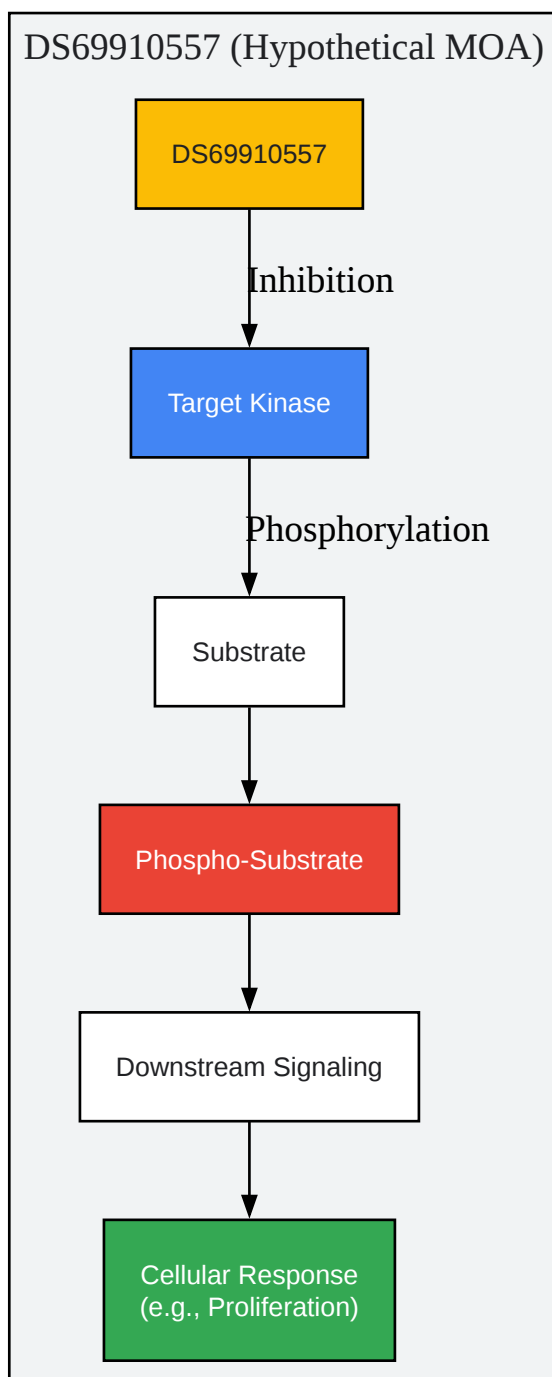 DS69910557 (Hypothetical MOA)
DS69910557
Inhibition
Target Kinase
Phosphorylation
Substrate
Phospho-Substrate
Downstream Signaling
Cellular Response
(e.g., Proliferation)